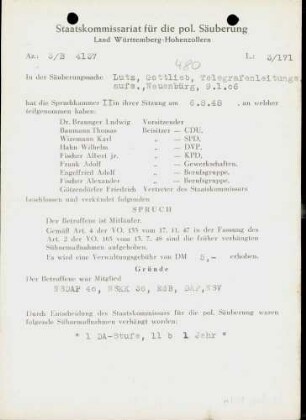 Staatskommissariat für die pol. Säuberung
Land Württemberg-Hohenzollern
Az: 3/B 4107
L.: 3/171
480
In der Säuberungssache Lutz, Gottlieb, Telegrafenleitungs
aufs., Neuenbürg, 9.1.06
hat die Spruchkammer II in ihrer Sitzung am 6.8.48 , an welcher
teilgenommen haben:
Dr. Brausger Ludwig Vorsitzender
Baumann Thomas Beisitzer — CDU,
Wizemann Karl „ — SPD,
Hahn Wilhelm „ — DVP,
Fischer Albert jr. „ — KPD,
Frank Adolf „ — Gewerkschaften,
Engelfried Adolf „ — Berufsgruppe,
Fischer Alexander „ — Berufsgruppe,
Götzendörfer Friedrich Vertreter des Staatskommissars
beschlossen und verkündet folgenden
SPRUCH
Der Betroffene ist Mitläufer.
Gemäß Art. 4 der VO 133 vom 17. 11. 47 in der Fassung des
Art. 2 der VO. 165 vom 13. 7. 48 sind die früher verhängten
Sühnemaßnahmen aufgehoben.
Es wird eine Verwaltungsgebühr von DM 5,— erhoben.
Gründe
Der Betroffene war Mitglied
NSDAP 40, NSKK 36, RDB, DAF, NSV
Durch Entscheidung des Staatskommissars für die pol. Säuberung waren
folgende Sühnemaßnahmen verhängt worden:
" 1 DA-Stufe, 11 b 1 Jahr "